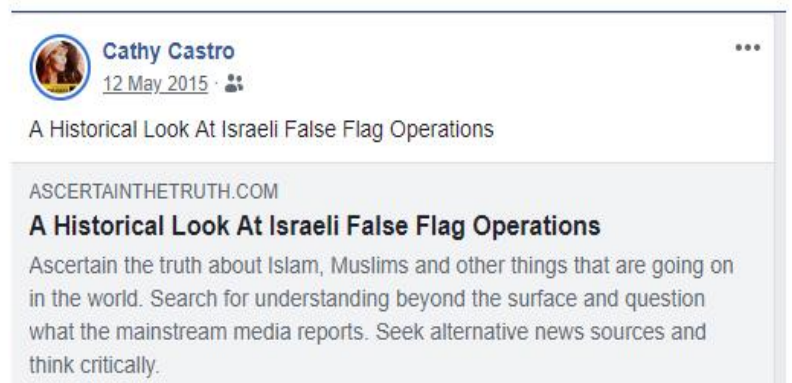 Cathy Castro
12 May 2015 ·
A Historical Look At Israeli False Flag Operations
ASCERTAINTHETRUTH.COM
A Historical Look At Israeli False Flag Operations
Ascertain the truth about Islam, Muslims and other things that are going on
in the world. Search for understanding beyond the surface and question
what the mainstream media reports. Seek alternative news sources and
think critically.